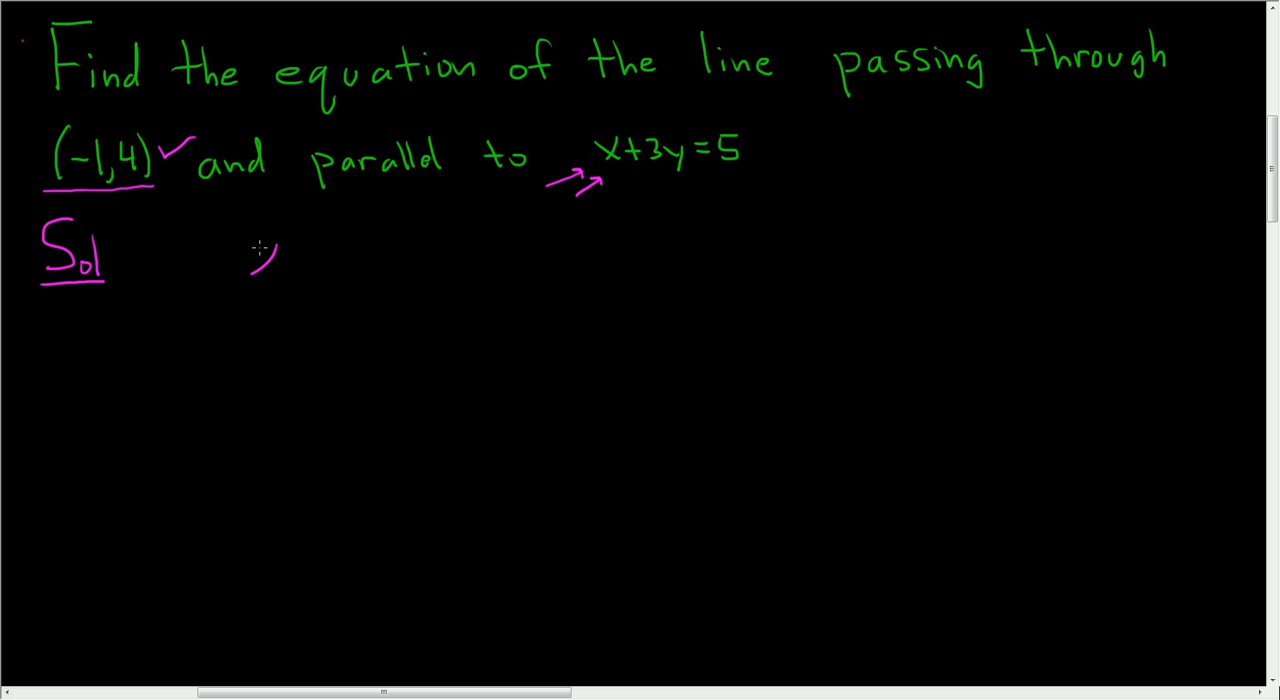 Find the equation of the line passing through
(-1,4) ✓ and parallel to x+3y=5
Sol